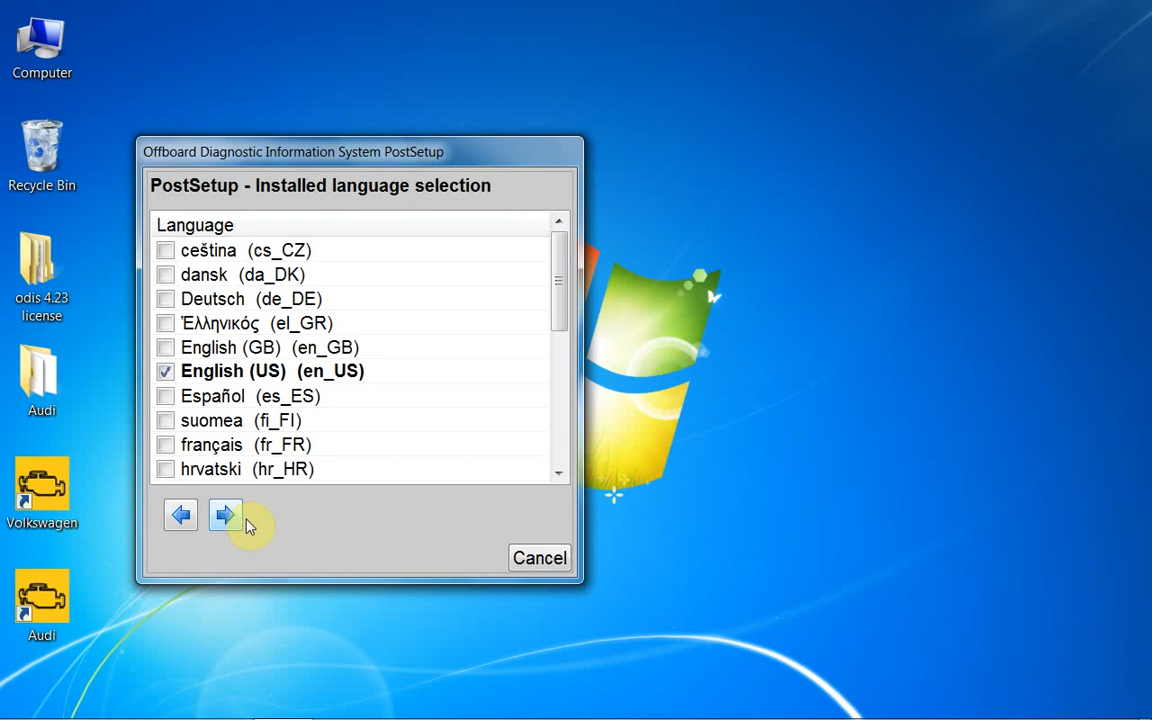 Computer
Recycle Bin
odis 4.23
license
Audi
Volkswagen
Audi
Offboard Diagnostic Information System PostSetup
PostSetup - Installed language selection
Language
ceština (cs_CZ)
dansk (da_DK)
Deutsch (de_DE)
Ἑλληνικός (el_GR)
English (GB) (en_GB)
English (US) (en_US)
Español (es_ES)
suomea (fi_FI)
français (fr_FR)
hrvatski (hr_HR)
Cancel